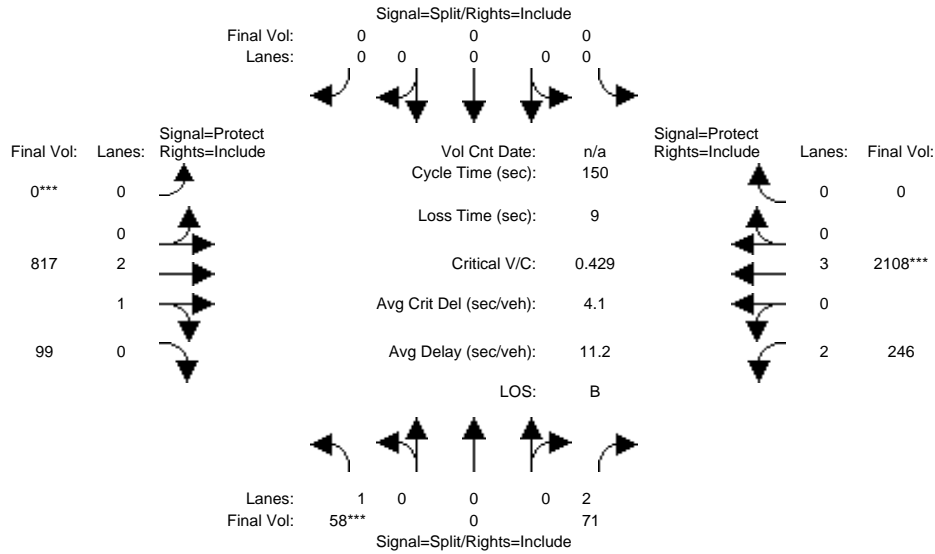 Signal=Split/Rights=Include
Final Vol: 0 0 0
Lanes: 0 0 0 0 0
Signal=Protect Signal=Protect
Final Vol: Lanes: Rights=Include Vol Cnt Date: n/a Rights=Include Lanes: Final Vol:
Cycle Time (sec): 150
0*** 0 0 0
Loss Time (sec): 9
0 0
817 2 Critical V/C: 0.429 3 2108***
1 Avg Crit Del (sec/veh): 4.1 0
99 0 Avg Delay (sec/veh): 11.2 2 246
LOS: B
Lanes: 1 0 0 0 2
Final Vol: 58*** 0 71
Signal=Split/Rights=Include